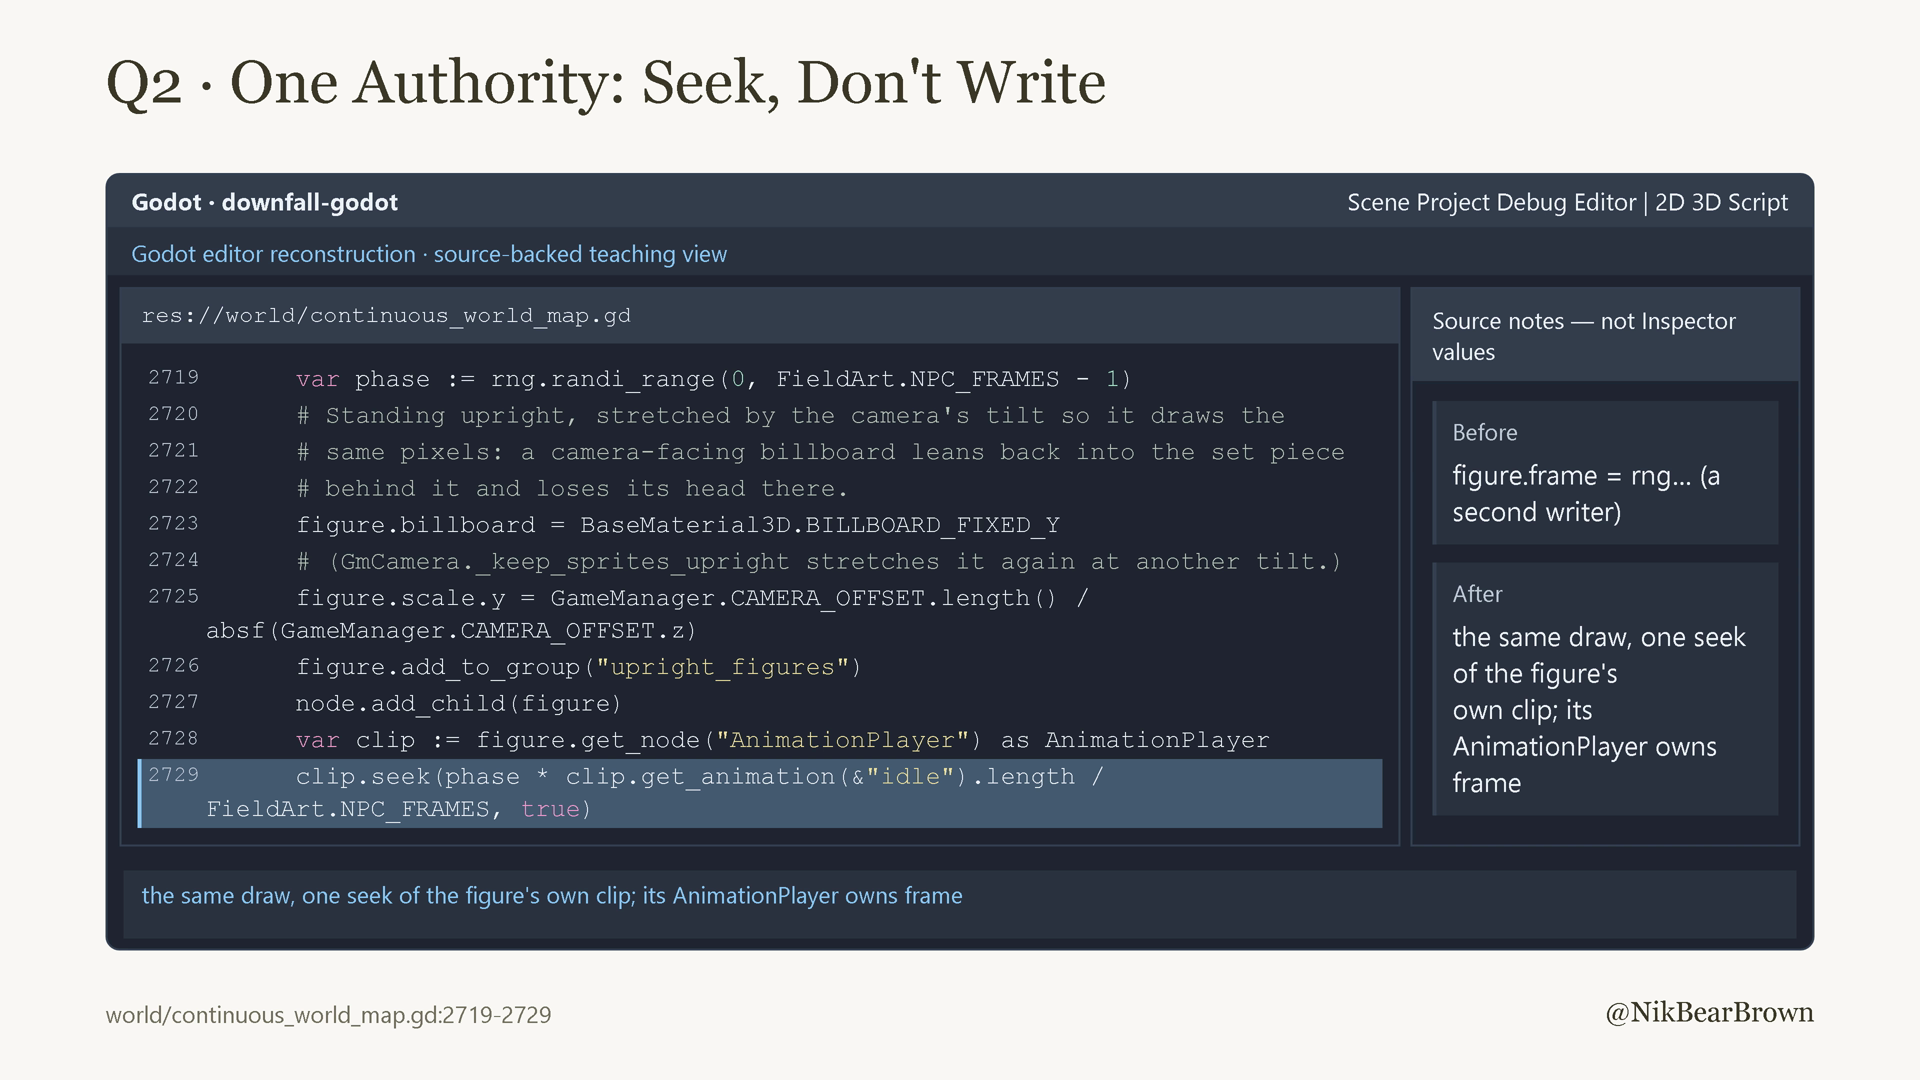 Q2 · One Authority: Seek, Don't Write
Godot · downfall-godot
Scene Project Debug Editor | 2D 3D Script
Godot editor reconstruction · source-backed teaching view
res://world/continuous_world_map.gd
2719 var phase := rng.randi_range(0, FieldArt.NPC_FRAMES - 1)
2720 # Standing upright, stretched by the camera's tilt so it draws the
2721 # same pixels: a camera-facing billboard leans back into the set piece
2722 # behind it and loses its head there.
2723 figure.billboard = BaseMaterial3D.BILLBOARD_FIXED_Y
2724 # (GmCamera._keep_sprites_upright stretches it again at another tilt.)
2725 figure.scale.y = GameManager.CAMERA_OFFSET.length() /
absf(GameManager.CAMERA_OFFSET.z)
2726 figure.add_to_group("upright_figures")
2727 node.add_child(figure)
2728 var clip := figure.get_node("AnimationPlayer") as AnimationPlayer
2729 clip.seek(phase * clip.get_animation(&"idle").length /
FieldArt.NPC_FRAMES, true)
Source notes — not Inspector
values
Before
figure.frame = rng... (a
second writer)
After
the same draw, one seek
of the figure's
own clip; its
AnimationPlayer owns
frame
the same draw, one seek of the figure's own clip; its AnimationPlayer owns frame
world/continuous_world_map.gd:2719-2729
@NikBearBrown